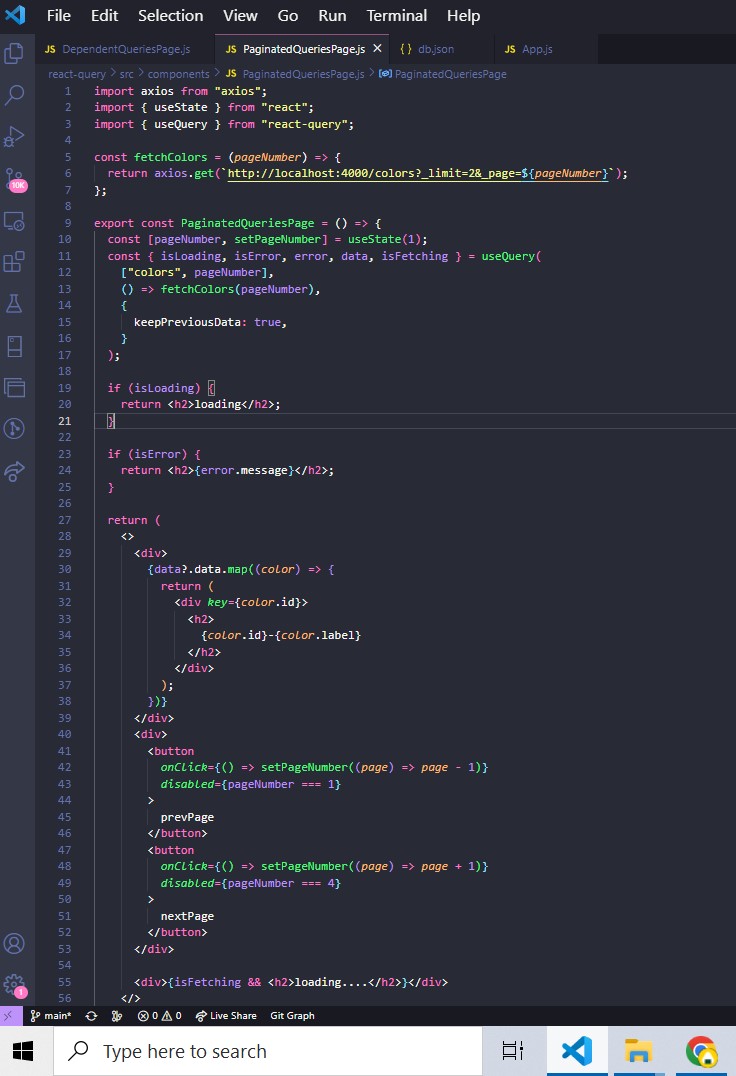 File Edit Selection View Go Run Terminal Help
JS DependentQueriesPage.js JS PaginatedQueriesPage.js × {} db.json JS App.js
react-query > src > components > JS PaginatedQueriesPage.js > PaginatedQueriesPage
1 import axios from "axios";
2 import { useState } from "react";
3 import { useQuery } from "react-query";
4
5 const fetchColors = (pageNumber) => {
6 return axios.get(`http://localhost:4000/colors?_limit=2&_page=${pageNumber}`);
7 };
8
9 export const PaginatedQueriesPage = () => {
10 const [pageNumber, setPageNumber] = useState(1);
11 const { isLoading, isError, error, data, isFetching } = useQuery(
12 ["colors", pageNumber],
13 () => fetchColors(pageNumber),
14 {
15 keepPreviousData: true,
16 }
17 );
18
19 if (isLoading) {
20 return <h2>loading</h2>;
21 }
22
23 if (isError) {
24 return <h2>{error.message}</h2>;
25 }
26
27 return (
28 <>
29 <div>
30 {data?.data.map((color) => {
31 return (
32 <div key={color.id}>
33 <h2>
34 {color.id}-{color.label}
35 </h2>
36 </div>
37 );
38 })}
39 </div>
40 <div>
41 <button
42 onClick={() => setPageNumber((page) => page - 1)}
43 disabled={pageNumber === 1}
44 >
45 prevPage
46 </button>
47 <button
48 onClick={() => setPageNumber((page) => page + 1)}
49 disabled={pageNumber === 4}
50 >
51 nextPage
52 </button>
53 </div>
54
55 <div>{isFetching && <h2>loading....</h2>}</div>
56 </>
10K
1
main* 0 0 Live Share Git Graph
Type here to search